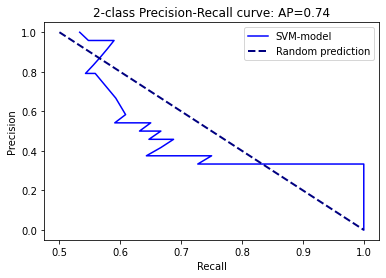 2-class Precision-Recall curve: AP=0.74
SVM-model
Random prediction
Precision
1.0
0.8
0.6
0.4
0.2
0.0
0.5
0.6
0.7
0.8
0.9
1.0
Recall